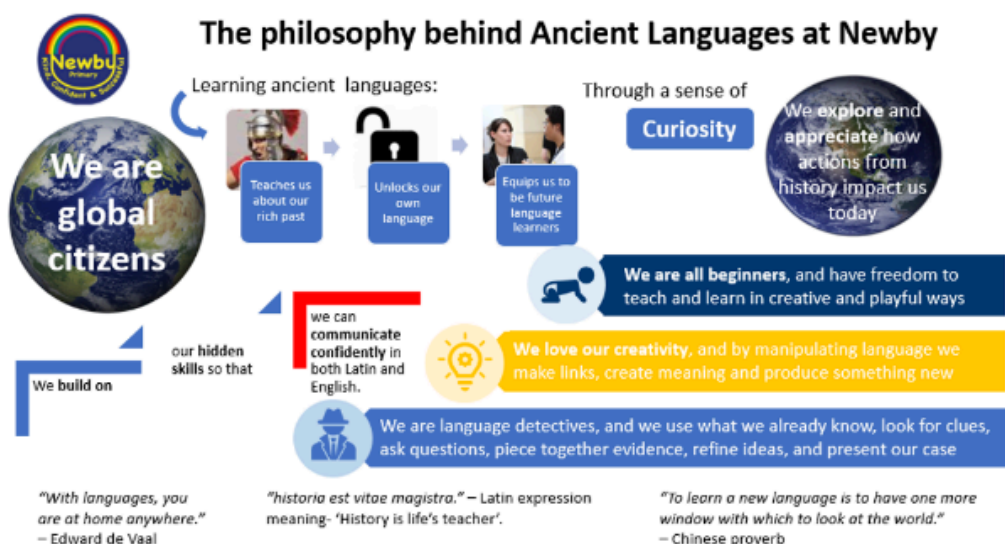 The philosophy behind Ancient Languages at Newby
Newby
Primary
Kind, Confident & Successful
Learning ancient languages:
Through a sense of
Curiosity
We are
global
citizens
Teaches us
about our
rich past
Unlocks our
own
language
Equips us to
be future
language
learners
We explore and
appreciate how
actions from
history impact us
today
We are all beginners, and have freedom to
teach and learn in creative and playful ways
We build on
our hidden
skills so that
we can
communicate
confidently in
both Latin and
English.
We love our creativity, and by manipulating language we
make links, create meaning and produce something new
We are language detectives, and we use what we already know, look for clues,
ask questions, piece together evidence, refine ideas, and present our case
"With languages, you
are at home anywhere."
– Edward de Vaal
"historia est vitae magistra." – Latin expression
meaning- 'History is life's teacher'.
"To learn a new language is to have one more
window with which to look at the world."
– Chinese proverb